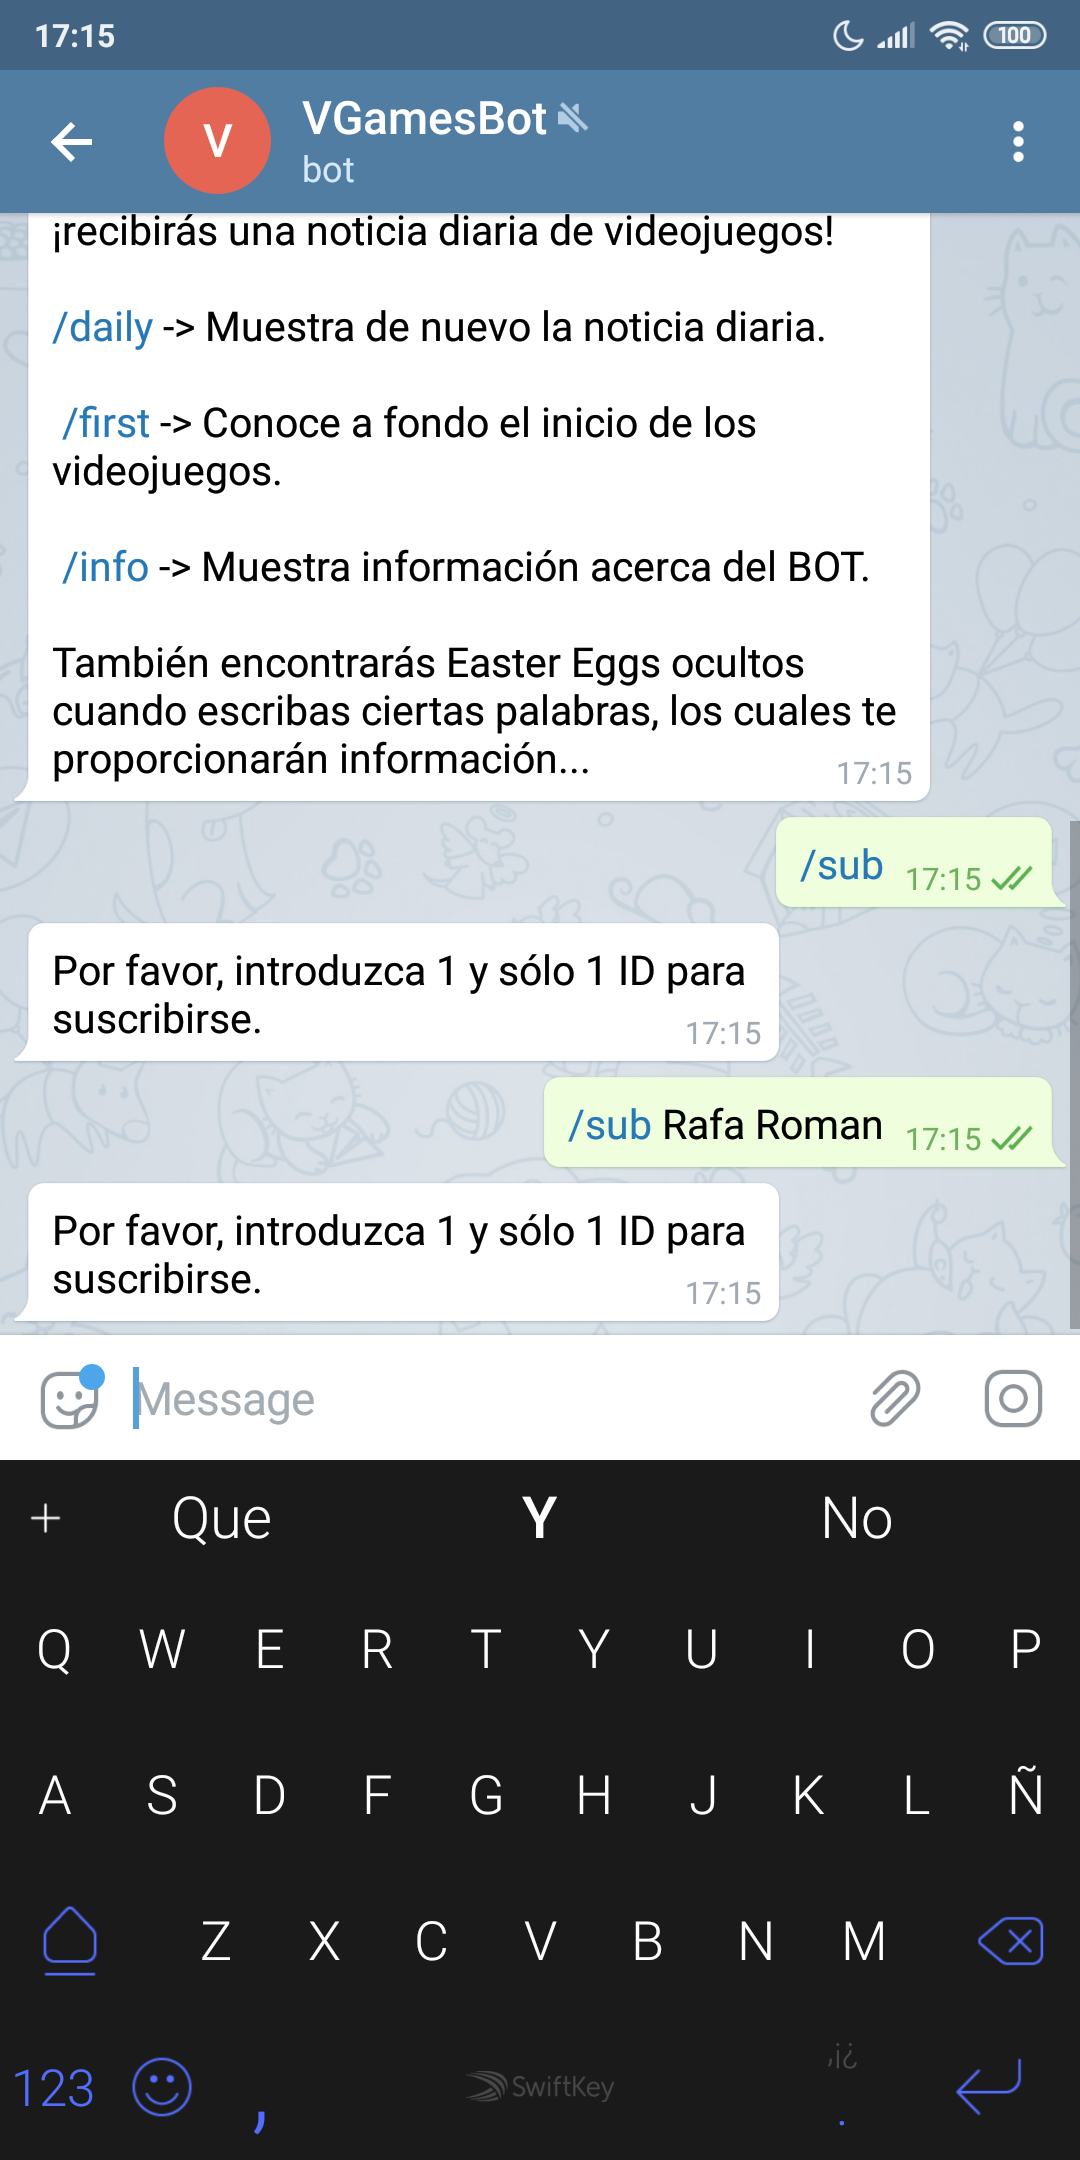 17:15
100
V
VGamesBot
bot
¡recibirás una noticia diaria de videojuegos!
/daily -> Muestra de nuevo la noticia diaria.
/first -> Conoce a fondo el inicio de los
videojuegos.
/info -> Muestra información acerca del BOT.
También encontrarás Easter Eggs ocultos
cuando escribas ciertas palabras, los cuales te
proporcionarán información...
17:15
/sub 17:15
Por favor, introduzca 1 y sólo 1 ID para
suscribirse.
17:15
/sub Rafa Roman 17:15
Por favor, introduzca 1 y sólo 1 ID para
suscribirse.
17:15
Message
+ Que Y No
Q W E R T Y U I O P
A S D F G H J K L Ñ
Z X C V B N M
,¡¿
123 , SwiftKey .